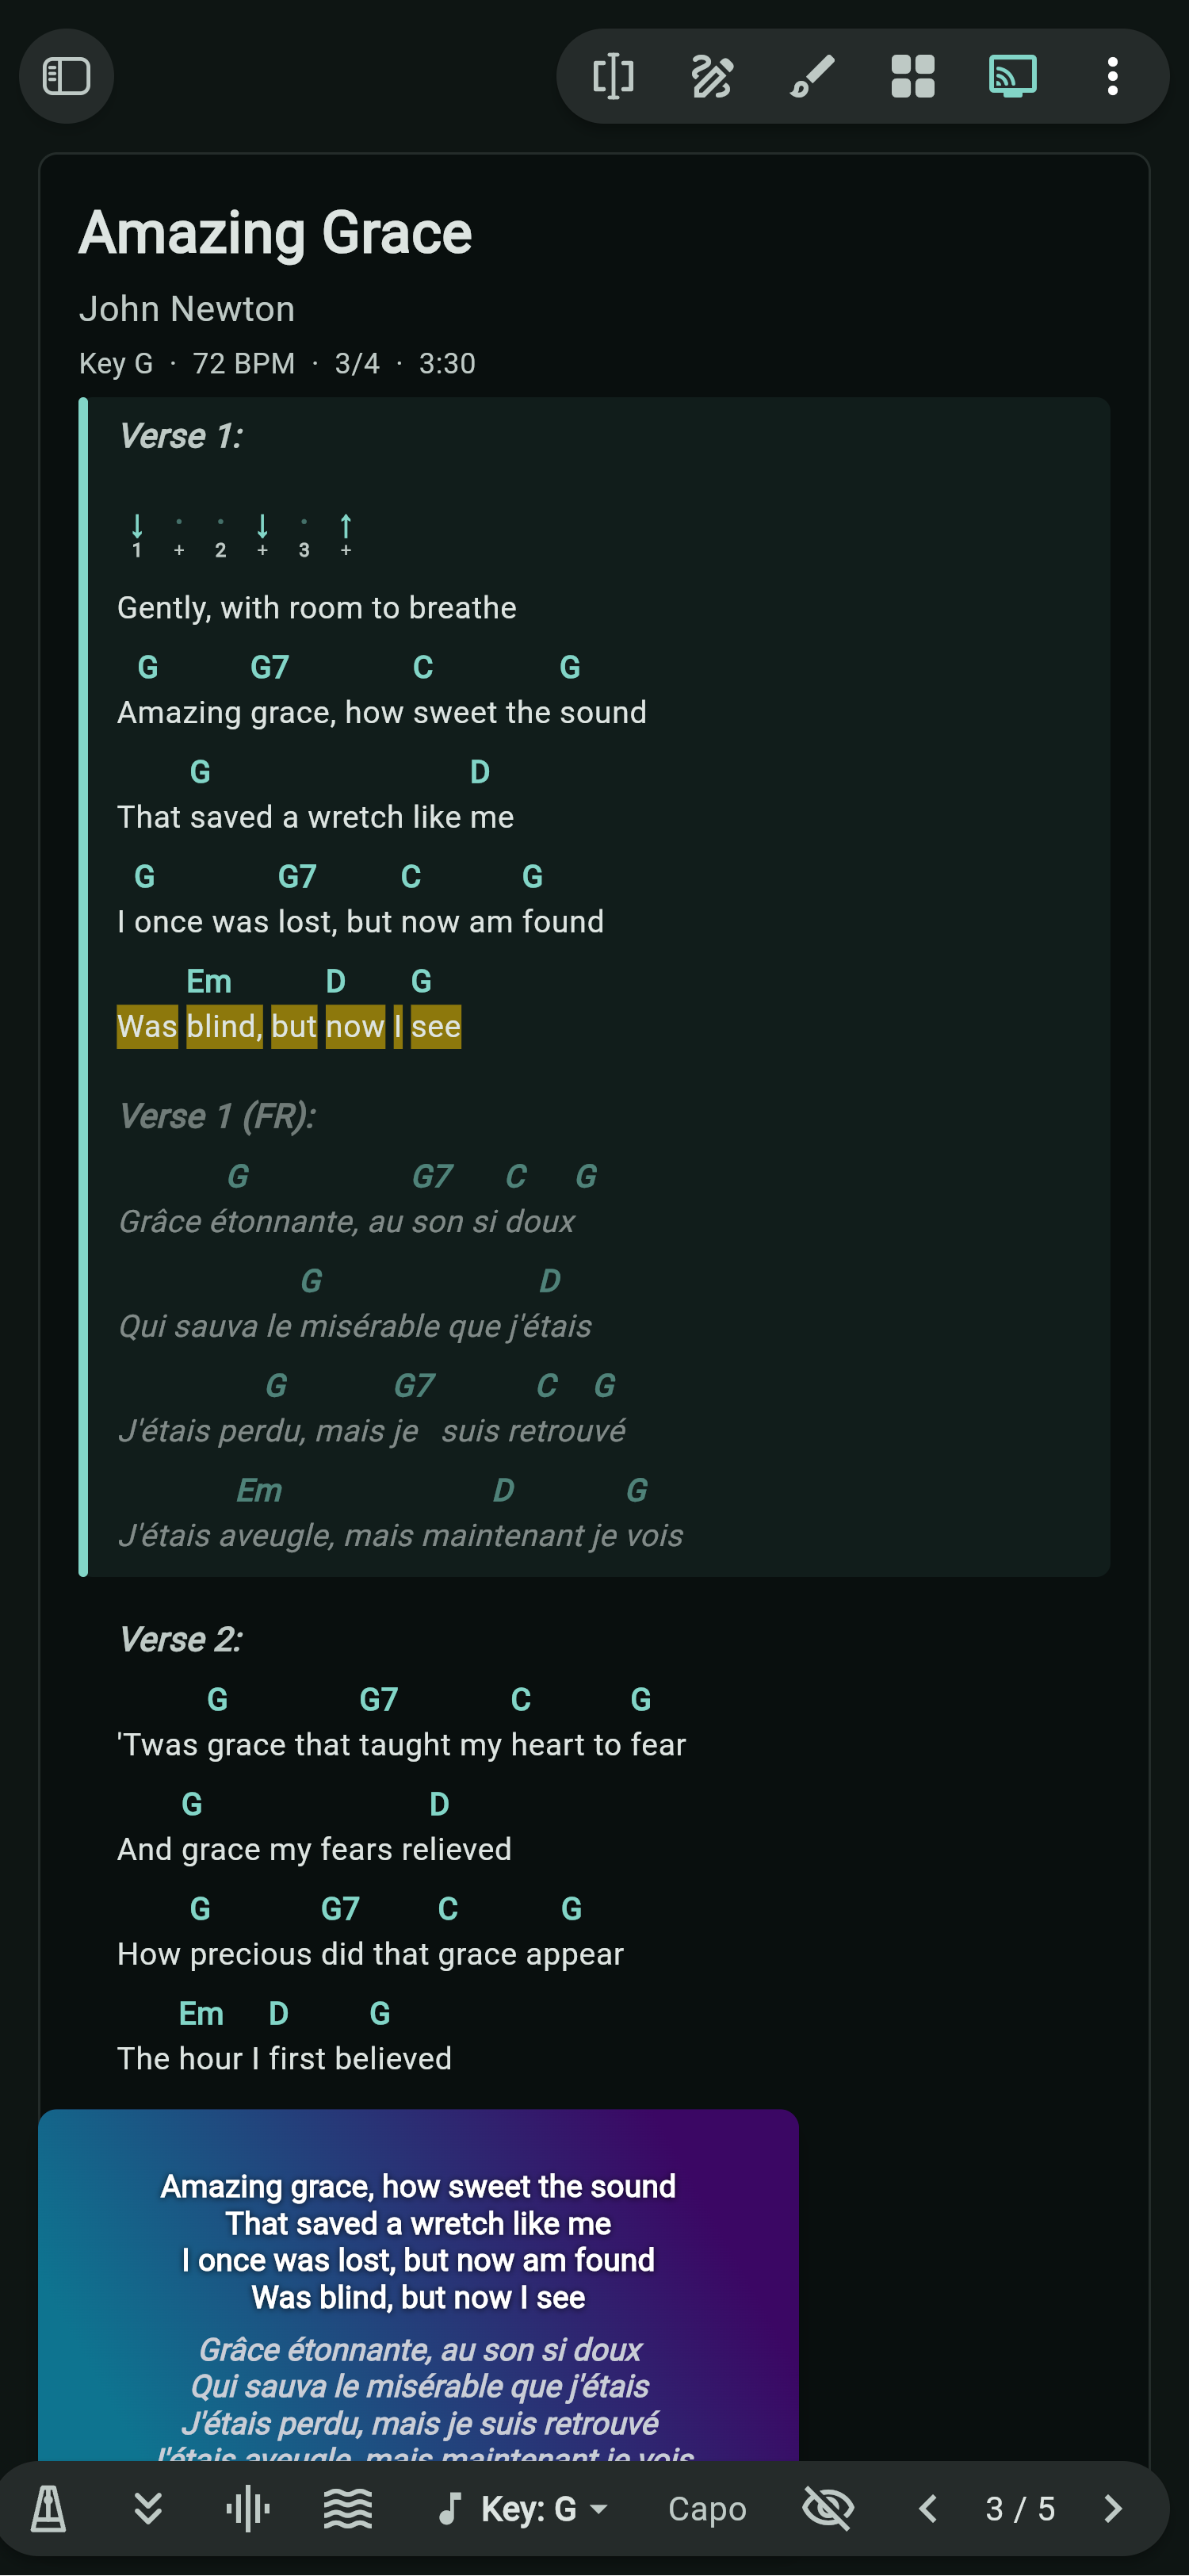 Amazing Grace
John Newton
Key G · 72 BPM · 3/4 · 3:30
Verse 1:
↓ · · ↓ · ↑
1 + 2 + 3 +
Gently, with room to breathe
G G7 C G
Amazing grace, how sweet the sound
G D
That saved a wretch like me
G G7 C G
I once was lost, but now am found
Em D G
Was blind, but now I see
Verse 1 (FR):
G G7 C G
Grâce étonnante, au son si doux
G D
Qui sauva le misérable que j'étais
G G7 C G
J'étais perdu, mais je suis retrouvé
Em D G
J'étais aveugle, mais maintenant je vois
Verse 2:
G G7 C G
'Twas grace that taught my heart to fear
G D
And grace my fears relieved
G G7 C G
How precious did that grace appear
Em D G
The hour I first believed
Amazing grace, how sweet the sound
That saved a wretch like me
I once was lost, but now am found
Was blind, but now I see
Grâce étonnante, au son si doux
Qui sauva le misérable que j'étais
J'étais perdu, mais je suis retrouvé
J'étais aveugle, mais maintenant je vois
Key: G Capo 3 / 5